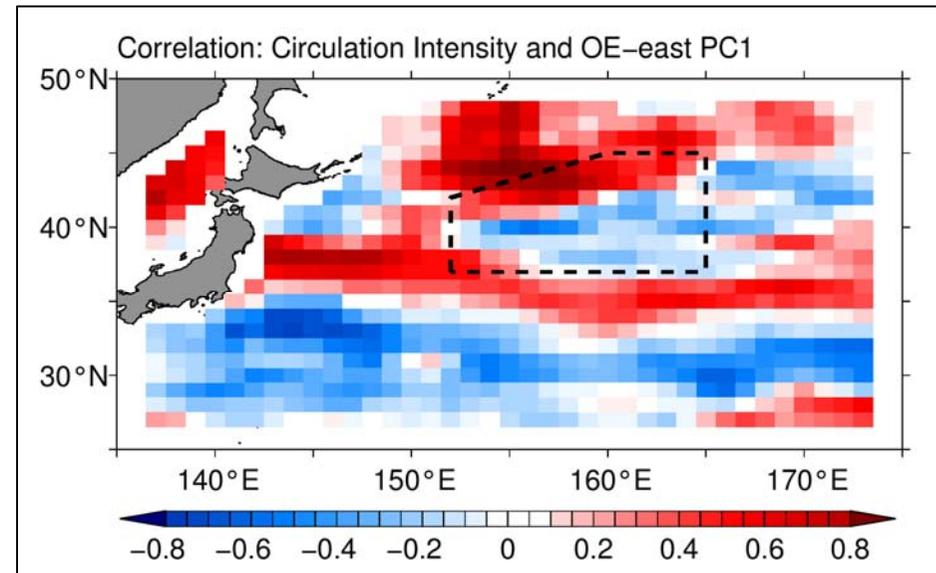 Correlation: Circulation Intensity and OE−east PC1
50°N
40°N
30°N
140°E 150°E 160°E 170°E
−0.8 −0.6 −0.4 −0.2 0 0.2 0.4 0.6 0.8